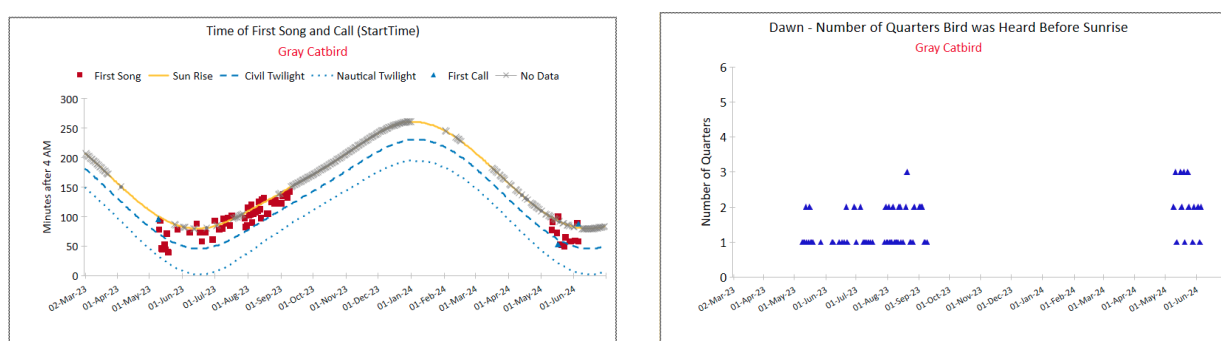 Time of First Song and Call (StartTime)
Gray Catbird
First Song Sun Rise Civil Twilight Nautical Twilight First Call No Data
Minutes after 4 AM
300
250
200
150
100
50
0
02-Mar-23 01-Apr-23 01-May-23 01-Jun-23 01-Jul-23 01-Aug-23 01-Sep-23 01-Oct-23 01-Nov-23 01-Dec-23 01-Jan-24 01-Feb-24 01-Mar-24 01-Apr-24 01-May-24 01-Jun-24
Dawn - Number of Quarters Bird was Heard Before Sunrise
Gray Catbird
Number of Quarters
6
5
4
3
2
1
0
02-Mar-23 01-Apr-23 01-May-23 01-Jun-23 01-Jul-23 01-Aug-23 01-Sep-23 01-Oct-23 01-Nov-23 01-Dec-23 01-Jan-24 01-Feb-24 01-Mar-24 01-Apr-24 01-May-24 01-Jun-24